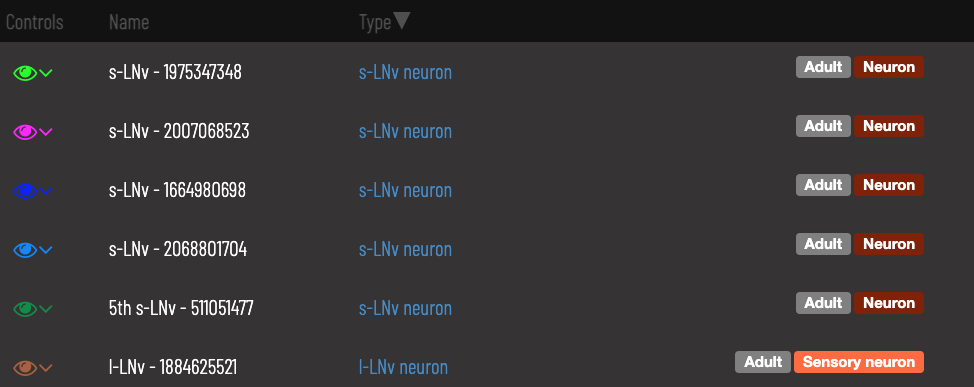 Controls Name Type▼
s-LNv - 1975347348 s-LNv neuron Adult Neuron
s-LNv - 2007068523 s-LNv neuron Adult Neuron
s-LNv - 1664980698 s-LNv neuron Adult Neuron
s-LNv - 2068801704 s-LNv neuron Adult Neuron
5th s-LNv - 511051477 s-LNv neuron Adult Neuron
l-LNv - 1884625521 l-LNv neuron Adult Sensory neuron